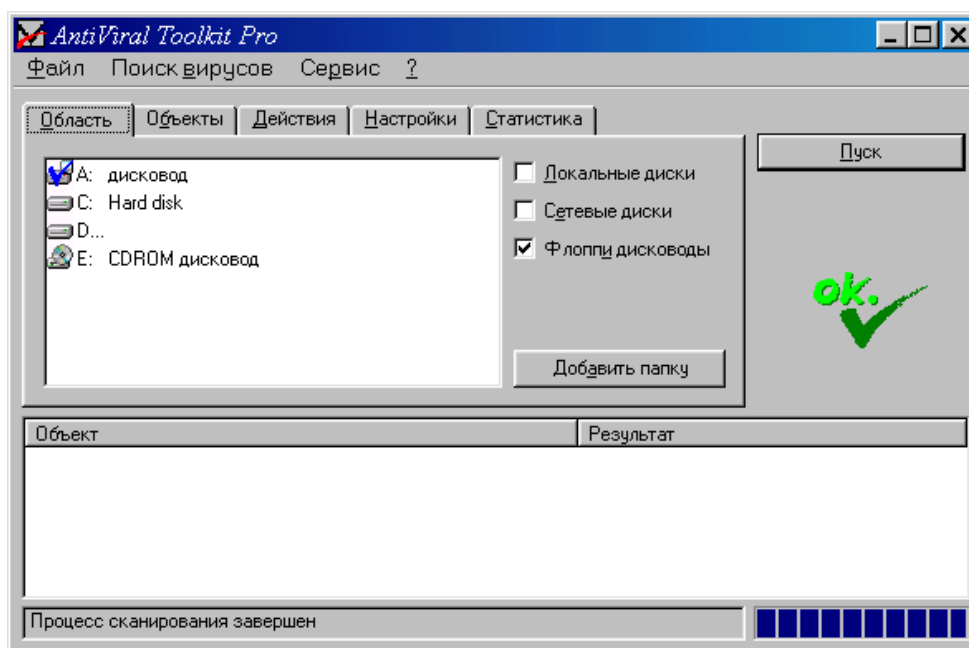 AntiViral Toolkit Pro
Файл Поиск вирусов Сервис ?
Область Объекты Действия Настройки Статистика
A: дисковод
C: Hard disk
D...
E: CDROM дисковод
Локальные диски
Сетевые диски
Флоппи дисководы
Добавить папку
Пуск
ok.
Объект Результат
Процесс сканирования завершен